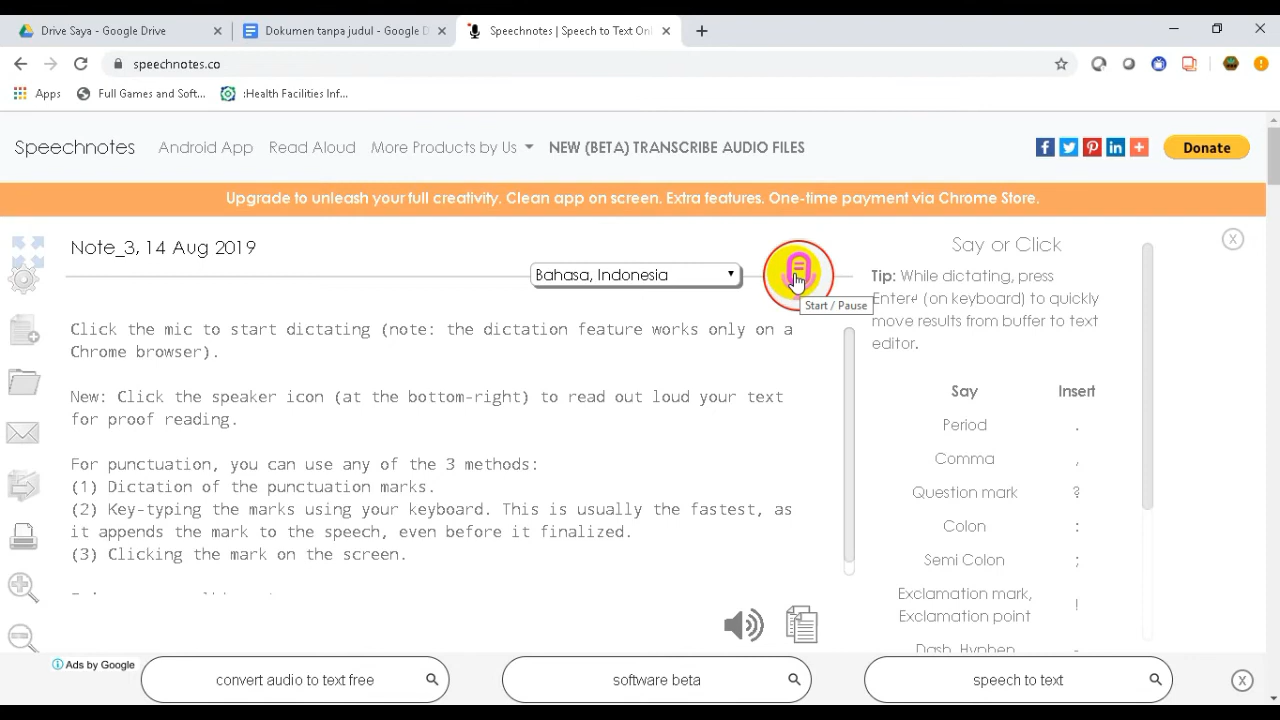 Drive Saya - Google Drive
Dokumen tanpa judul - Google D
Speechnotes | Speech to Text Onl
speechnotes.co
Apps
Full Games and Soft...
:Health Facilities Inf...
Speechnotes
Android App
Read Aloud
More Products by Us
NEW (BETA) TRANSCRIBE AUDIO FILES
Donate
Upgrade to unleash your full creativity. Clean app on screen. Extra features. One-time payment via Chrome Store.
Note_3, 14 Aug 2019
Bahasa, Indonesia
Start / Pause
Click the mic to start dictating (note: the dictation feature works only on a
Chrome browser).
New: Click the speaker icon (at the bottom-right) to read out loud your text
for proof reading.
For punctuation, you can use any of the 3 methods:
(1) Dictation of the punctuation marks.
(2) Key-typing the marks using your keyboard. This is usually the fastest, as
it appends the mark to the speech, even before it finalized.
(3) Clicking the mark on the screen.
Say or Click
Tip: While dictating, press
Enter↵ (on keyboard) to quickly
move results from buffer to text
editor.
Say Insert
Period .
Comma ,
Question mark ?
Colon :
Semi Colon ;
Exclamation mark,
Exclamation point !
Dash, Hyphen -
Ads by Google
convert audio to text free
software beta
speech to text